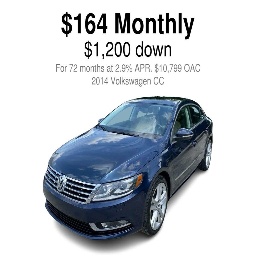 $164 Monthly
$1,200 down
For 72 months at 2.9% APR. $10,799 OAC
2014 Volkswagen CC